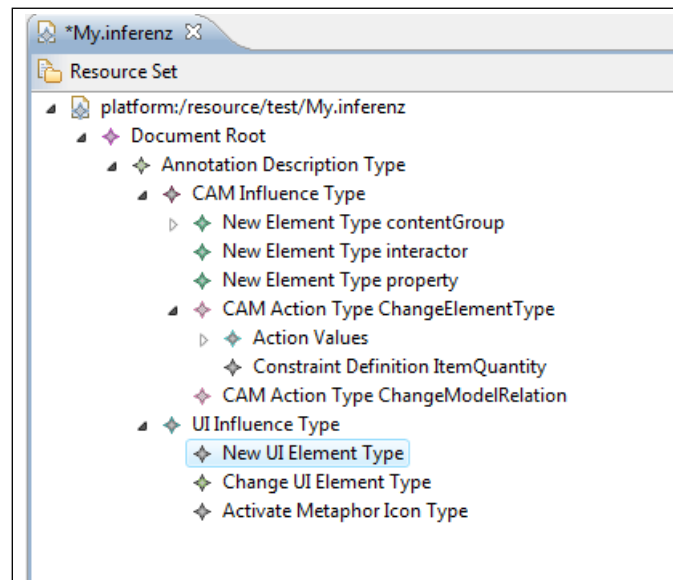 *My.inferenz
Resource Set
platform:/resource/test/My.inferenz
Document Root
Annotation Description Type
CAM Influence Type
New Element Type contentGroup
New Element Type interactor
New Element Type property
CAM Action Type ChangeElementType
Action Values
Constraint Definition ItemQuantity
CAM Action Type ChangeModelRelation
UI Influence Type
New UI Element Type
Change UI Element Type
Activate Metaphor Icon Type